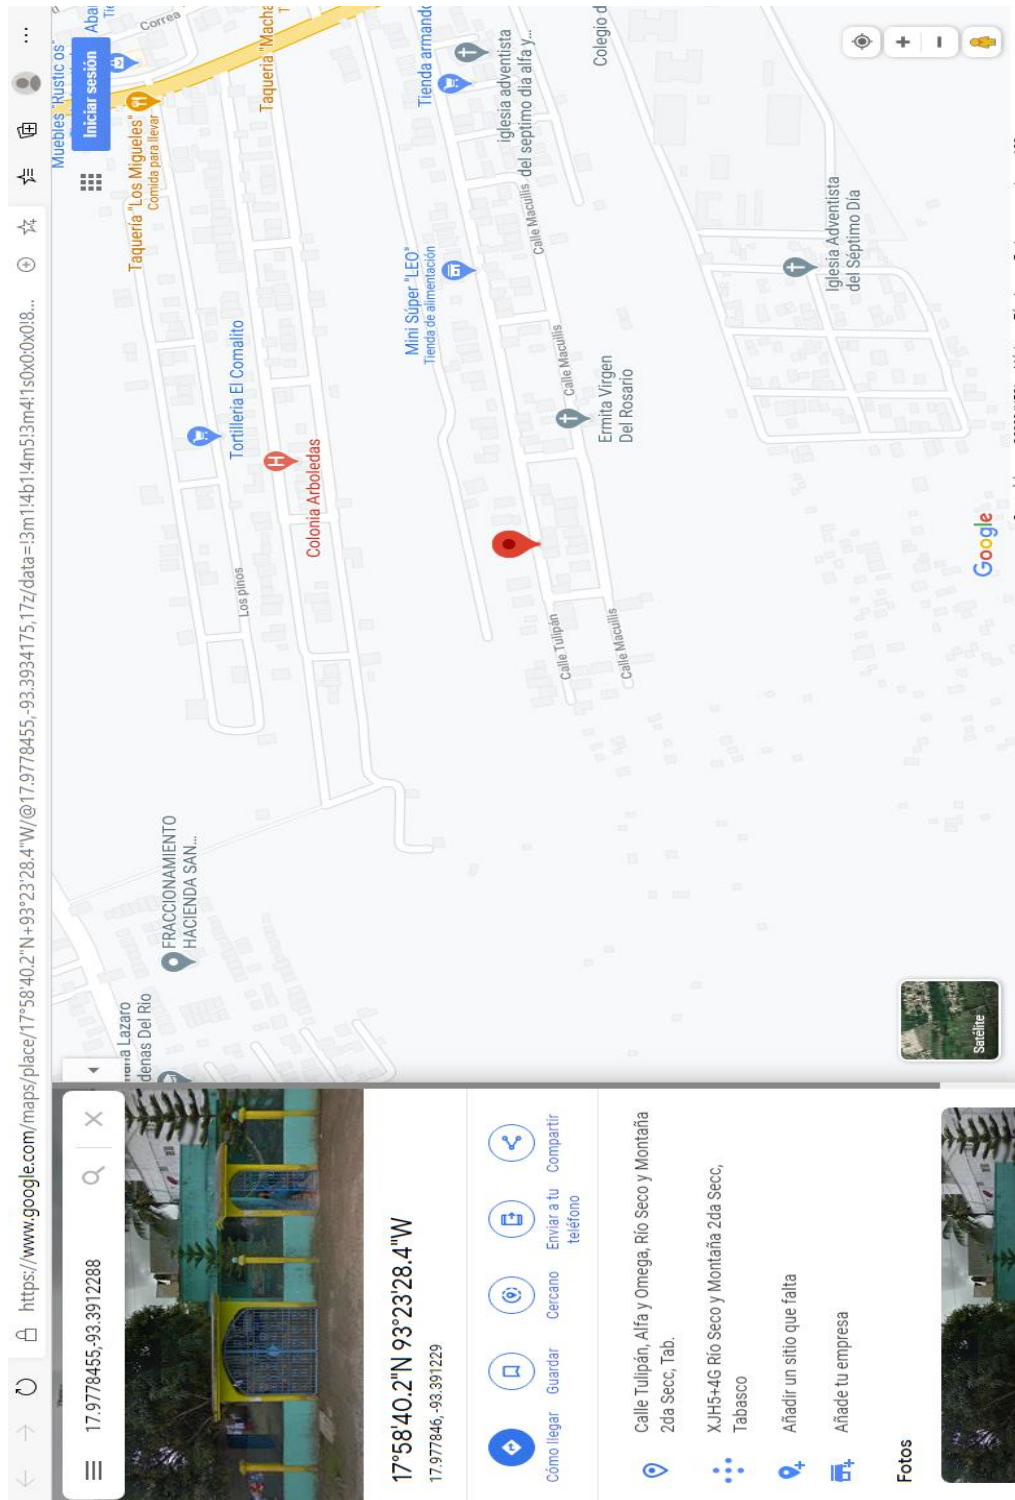 https://www.google.com/maps/place/17°58'40.2"N+93°23'28.4"W/@17.9778455,-93.3934175,17z/data=!3m1!4b1!4m5!3m4!1s0x0:0x0!8...
17.9778455,-93.3912288
17°58'40.2"N 93°23'28.4"W
17.977846, -93.391229
Cómo llegar
Guardar
Cercano
Enviar a tu
teléfono
Compartir
Calle Tulipán, Alfa y Omega, Río Seco y Montaña
2da Secc, Tab.
XJH5+4G Río Seco y Montaña 2da Secc,
Tabasco
Añadir un sitio que falta
Añade tu empresa
Fotos
Lazaro
denas Del Rio
FRACCIONAMIENTO
HACIENDA SAN...
Muebles "Rustic os"
Iniciar sesión
Correa
Taquería "Los Migueles"
Comida para llevar
Taqueria "Macha
Tortilleria El Comalito
Los pinos
Colonia Arboledas
Tienda armando
Mini Súper "LEO"
Tienda de alimentación
iglesia adventista
del septimo dia alfa y...
Calle Macuilis
Calle Macuilis
Calle Tulipán
Calle Macuilis
Ermita Virgen
Del Rosario
Colegio d
Iglesia Adventista
del Séptimo Día
Satélite
Google